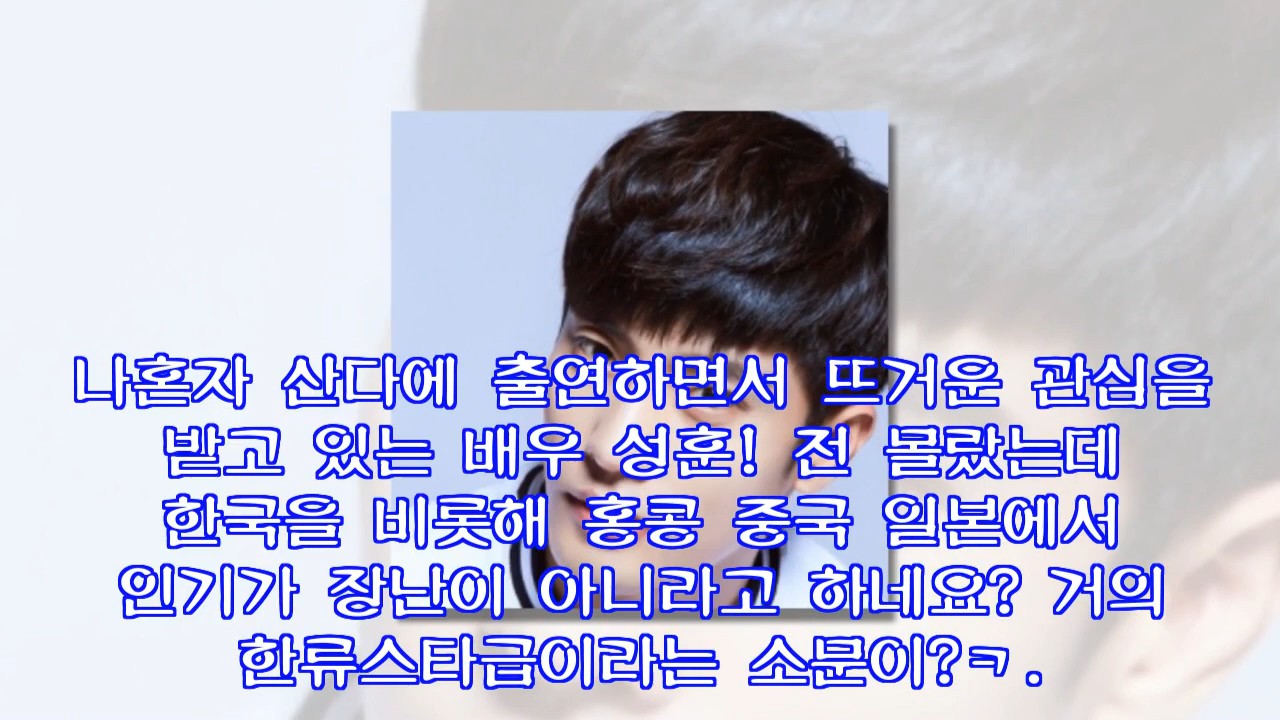 나혼자 산다에 출연하면서 뜨거운 관심을
받고 있는 배우 성훈! 전 몰랐는데
한국을 비롯해 홍공 중국 일본에서
인기가 장난이 아니라고 하네요? 거의
한류스타급이라는 소문이?ㅋ.